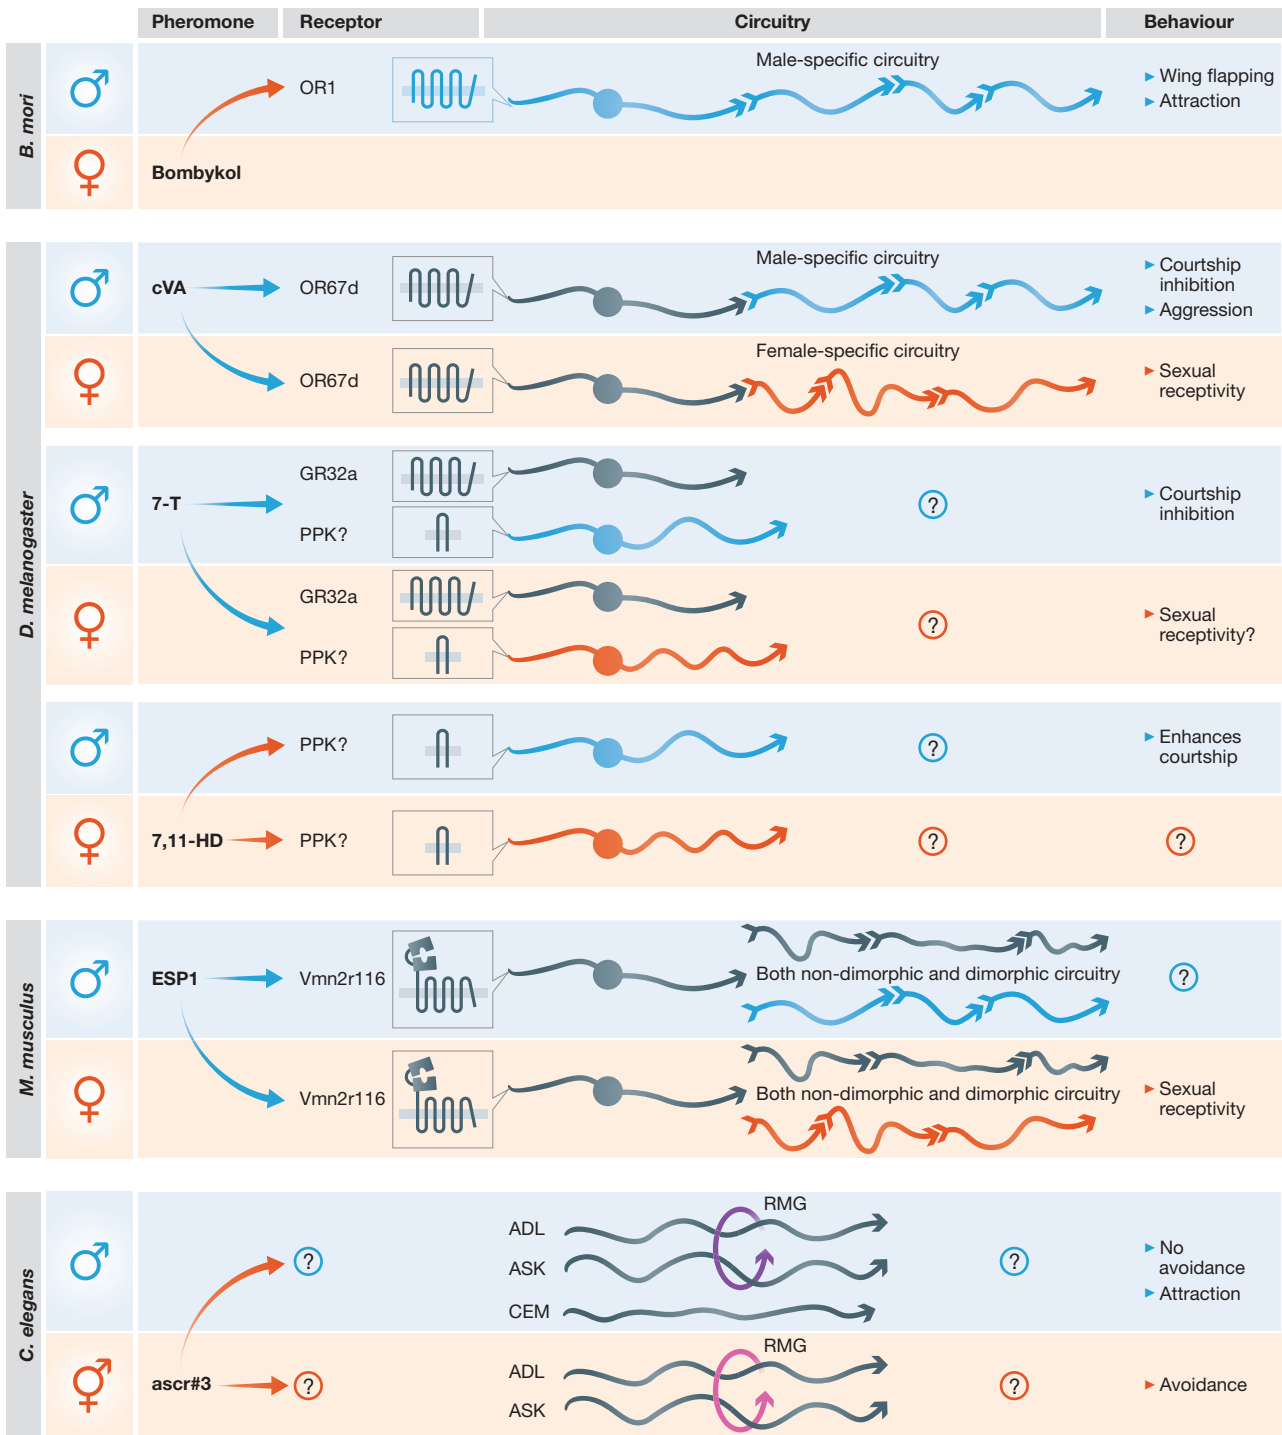 Pheromone
Receptor
Circuitry
Behaviour
B. mori
Male-specific circuitry
OR1
Wing flapping
Attraction
Bombykol
D. melanogaster
Male-specific circuitry
cVA
OR67d
Courtship
inhibition
Aggression
Female-specific circuitry
OR67d
Sexual
receptivity
GR32a
7-T
PPK?
?
Courtship
inhibition
GR32a
PPK?
?
Sexual
receptivity?
PPK?
?
Enhances
courtship
7,11-HD
PPK?
?
?
M. musculus
ESP1
Vmn2r116
Both non-dimorphic and dimorphic circuitry
?
Vmn2r116
Both non-dimorphic and dimorphic circuitry
Sexual
receptivity
C. elegans
RMG
ADL
ASK
CEM
?
?
No
avoidance
Attraction
RMG
ascr#3
?
ADL
ASK
?
Avoidance